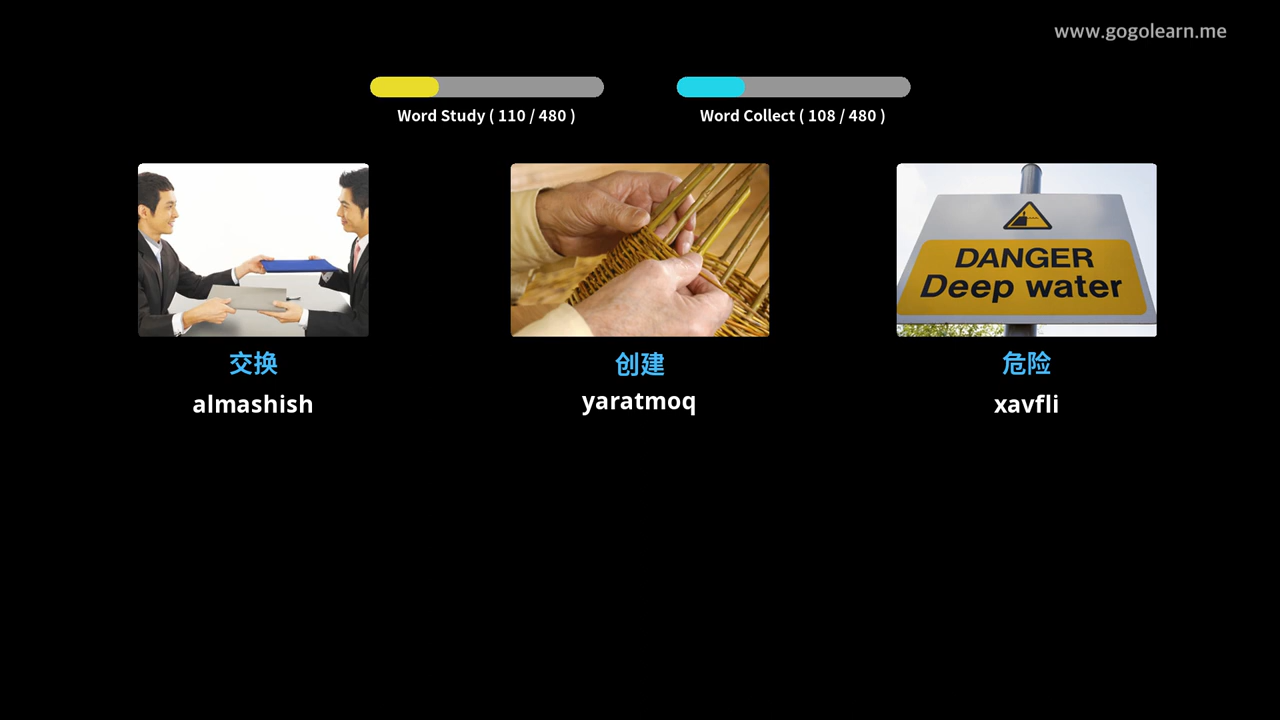 www.gogolearn.me
Word Study ( 110 / 480 )
Word Collect ( 108 / 480 )
DANGER
Deep water
交换
创建
危险
almashish
yaratmoq
xavfli